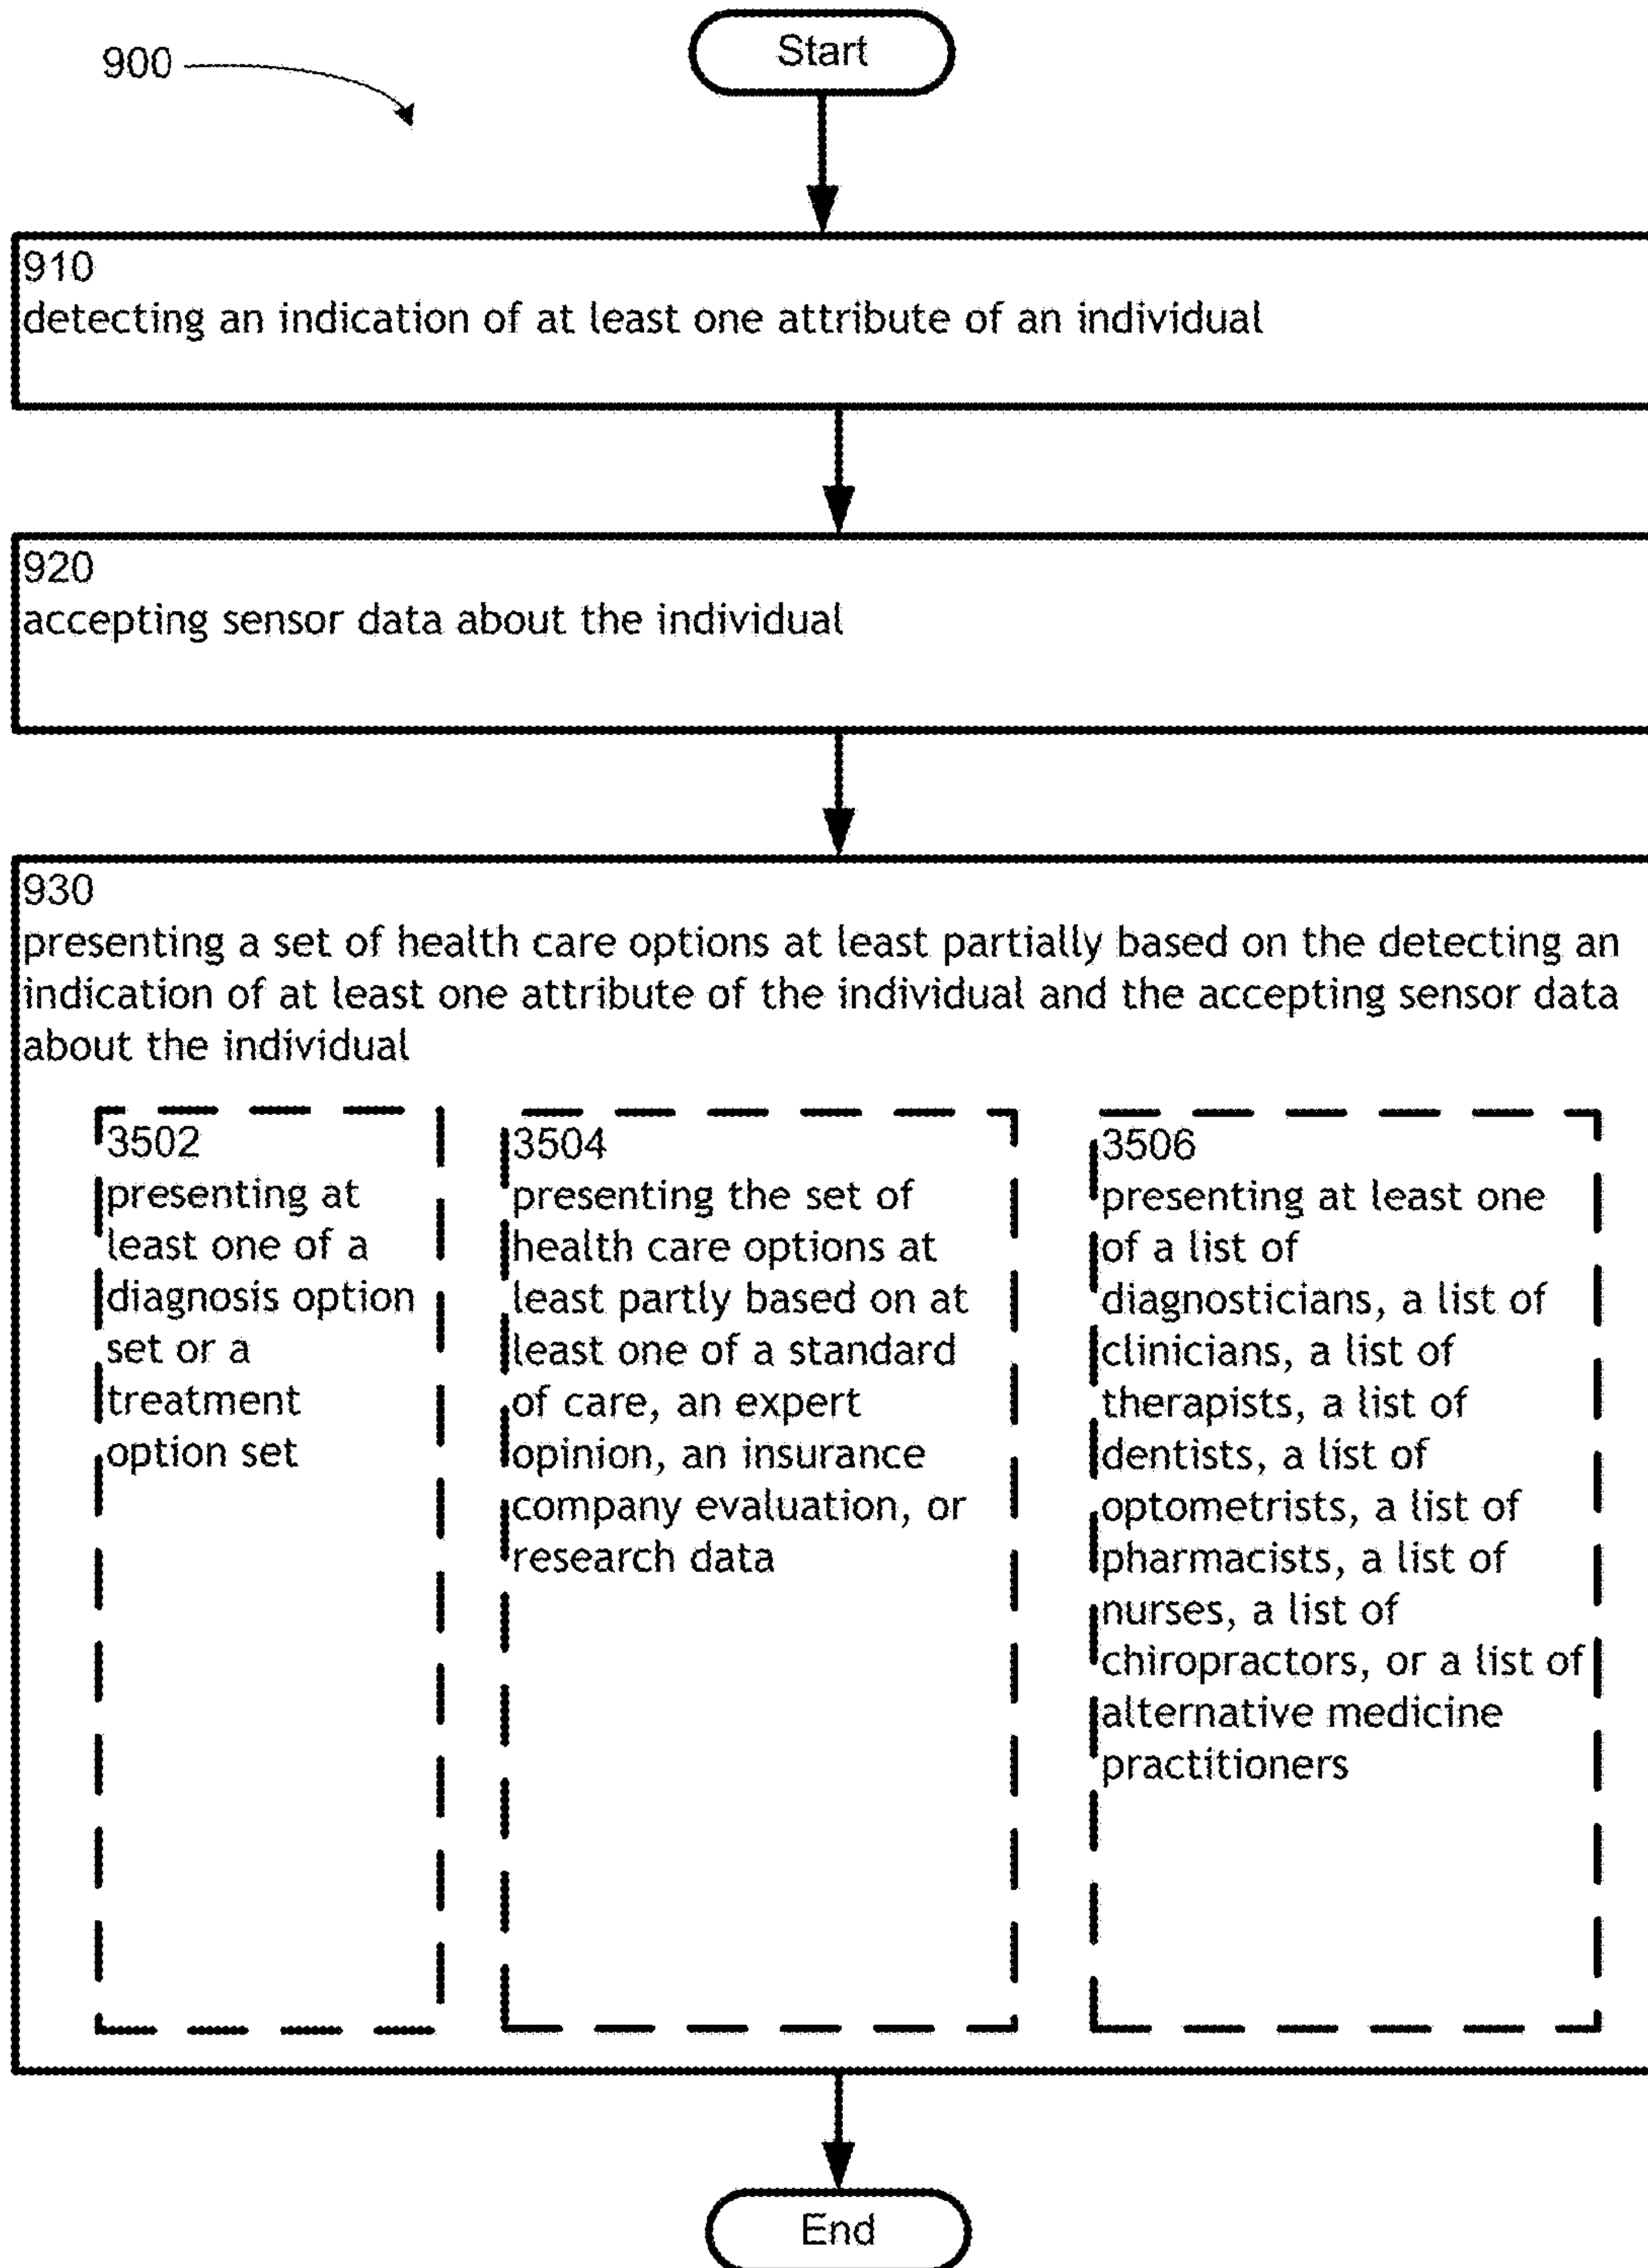 Start
900
910
detecting an indication of at least one attribute of an individual
920
accepting sensor data about the individual
930
presenting a set of health care options at least partially based on the detecting an
indication of at least one attribute of the individual and the accepting sensor data
about the individual
3502
presenting at
least one of a
diagnosis option
set or a
treatment
option set
3504
presenting the set of
health care options at
least partly based on at
least one of a standard
of care, an expert
opinion, an insurance
company evaluation, or
research data
3506
presenting at least one
of a list of
diagnosticians, a list of
clinicians, a list of
therapists, a list of
dentists, a list of
optometrists, a list of
pharmacists, a list of
nurses, a list of
chiropractors, or a list of
alternative medicine
practitioners
End